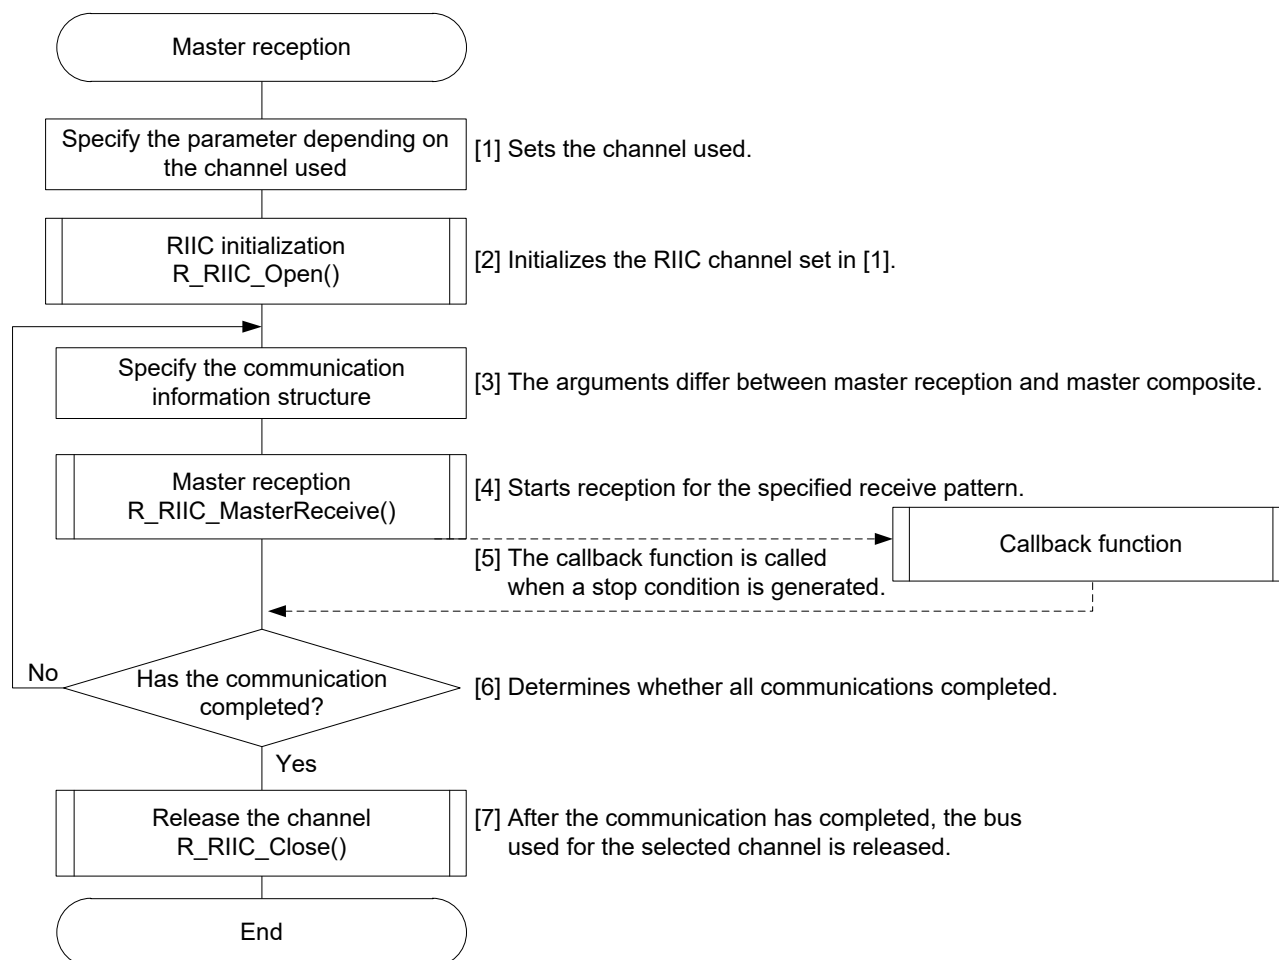 Master reception
Specify the parameter depending on
the channel used
[1] Sets the channel used.
RIIC initialization
R_RIIC_Open()
[2] Initializes the RIIC channel set in [1].
Specify the communication
information structure
[3] The arguments differ between master reception and master composite.
Master reception
R_RIIC_MasterReceive()
[4] Starts reception for the specified receive pattern.
Callback function
[5] The callback function is called
when a stop condition is generated.
No
Has the communication
completed?
[6] Determines whether all communications completed.
Yes
Release the channel
R_RIIC_Close()
[7] After the communication has completed, the bus
used for the selected channel is released.
End